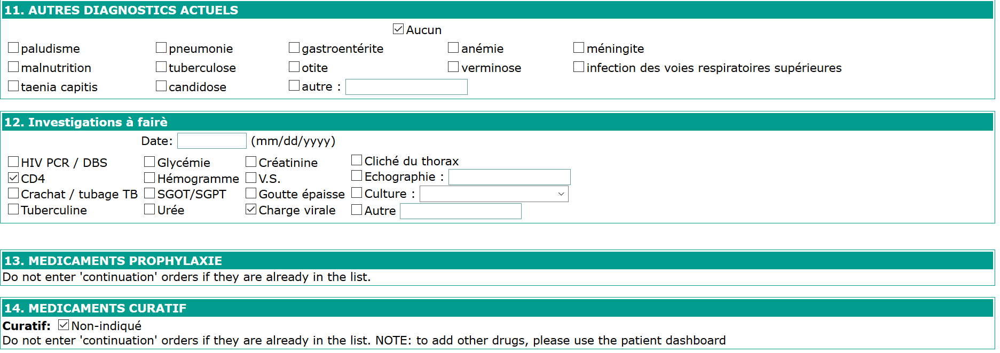 11. AUTRES DIAGNOSTICS ACTUELS
Aucun
paludisme pneumonie gastroentérite anémie méningite
malnutrition tuberculose otite verminose infection des voies respiratoires supérieures
taenia capitis candidose autre :
12. Investigations à fairè
Date: (mm/dd/yyyy)
HIV PCR / DBS Glycémie Créatinine Cliché du thorax
CD4 Hémogramme V.S. Echographie :
Crachat / tubage TB SGOT/SGPT Goutte épaisse Culture :
Tuberculine Urée Charge virale Autre
13. MEDICAMENTS PROPHYLAXIE
Do not enter 'continuation' orders if they are already in the list.
14. MEDICAMENTS CURATIF
Curatif: Non-indiqué
Do not enter 'continuation' orders if they are already in the list. NOTE: to add other drugs, please use the patient dashboard